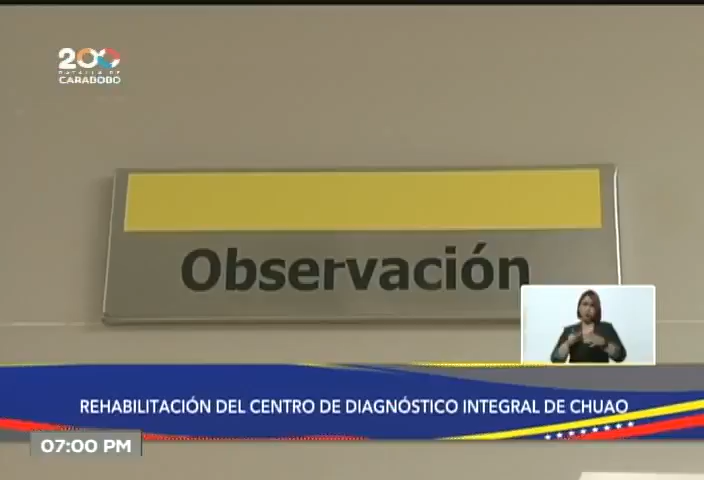 200
BATALLA DE
CARABOBO
Observación
REHABILITACIÓN DEL CENTRO DE DIAGNÓSTICO INTEGRAL DE CHUAO
07:00 PM